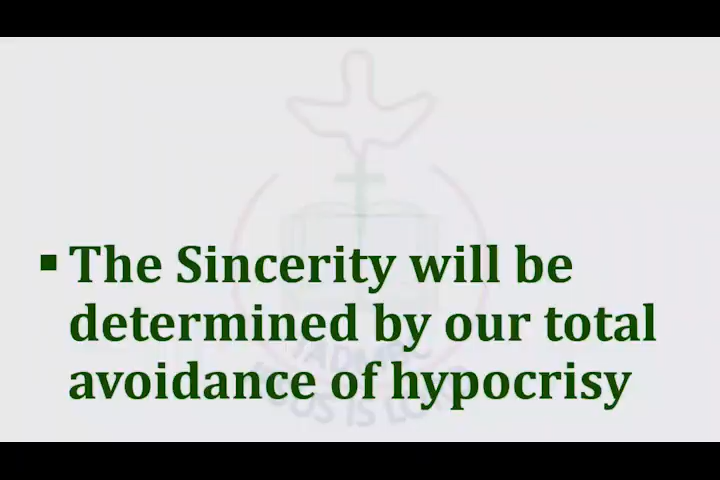 ▪ The Sincerity will be
determined by our total
avoidance of hypocrisy